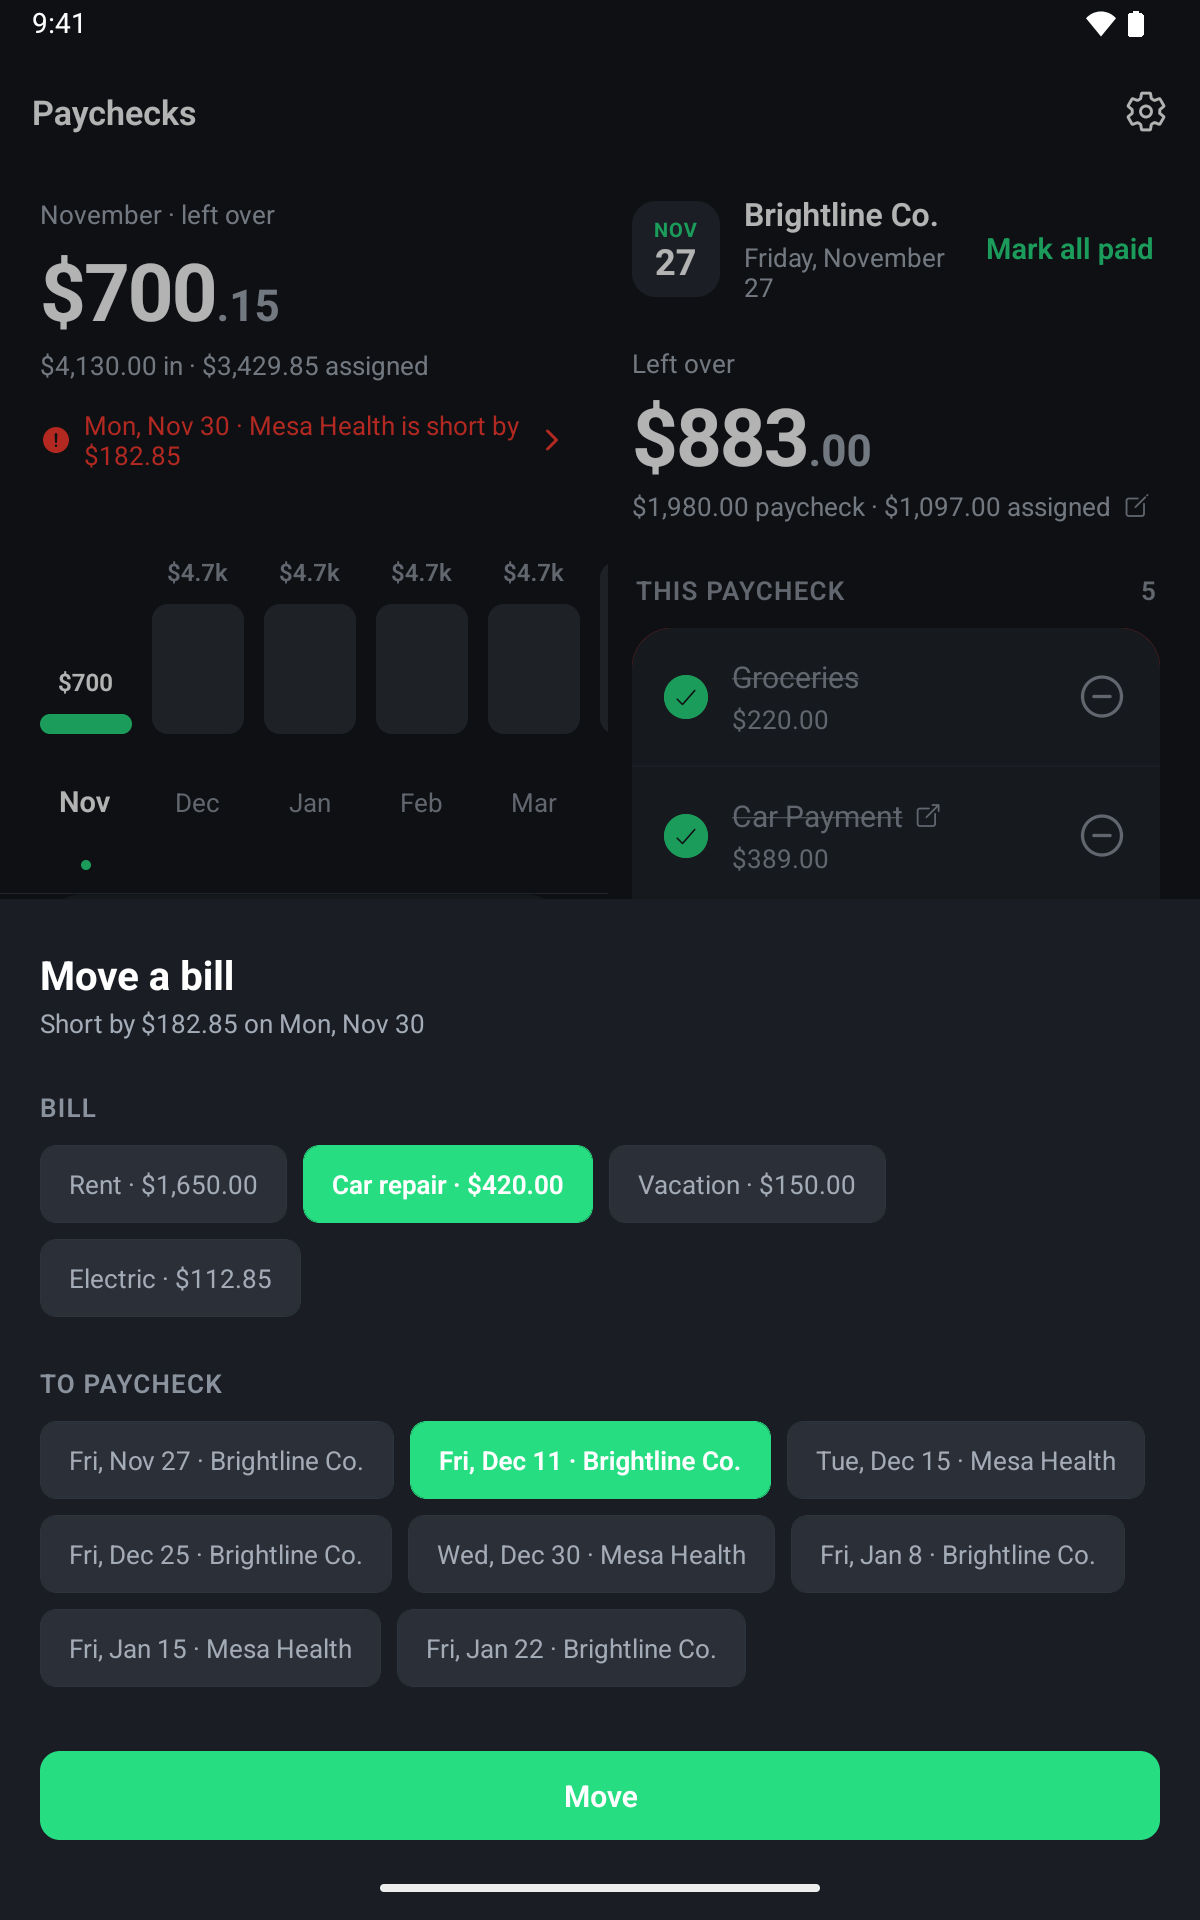 9:41
Paychecks
November · left over
$700.15
$4,130.00 in · $3,429.85 assigned
Mon, Nov 30 · Mesa Health is short by
$182.85
$4.7k
$4.7k
$4.7k
$4.7k
$700
Nov
Dec
Jan
Feb
Mar
NOV
27
Brightline Co.
Friday, November
27
Mark all paid
Left over
$883.00
$1,980.00 paycheck · $1,097.00 assigned
THIS PAYCHECK
5
Groceries
$220.00
Car Payment
$389.00
Move a bill
Short by $182.85 on Mon, Nov 30
BILL
Rent · $1,650.00
Car repair · $420.00
Vacation · $150.00
Electric · $112.85
TO PAYCHECK
Fri, Nov 27 · Brightline Co.
Fri, Dec 11 · Brightline Co.
Tue, Dec 15 · Mesa Health
Fri, Dec 25 · Brightline Co.
Wed, Dec 30 · Mesa Health
Fri, Jan 8 · Brightline Co.
Fri, Jan 15 · Mesa Health
Fri, Jan 22 · Brightline Co.
Move